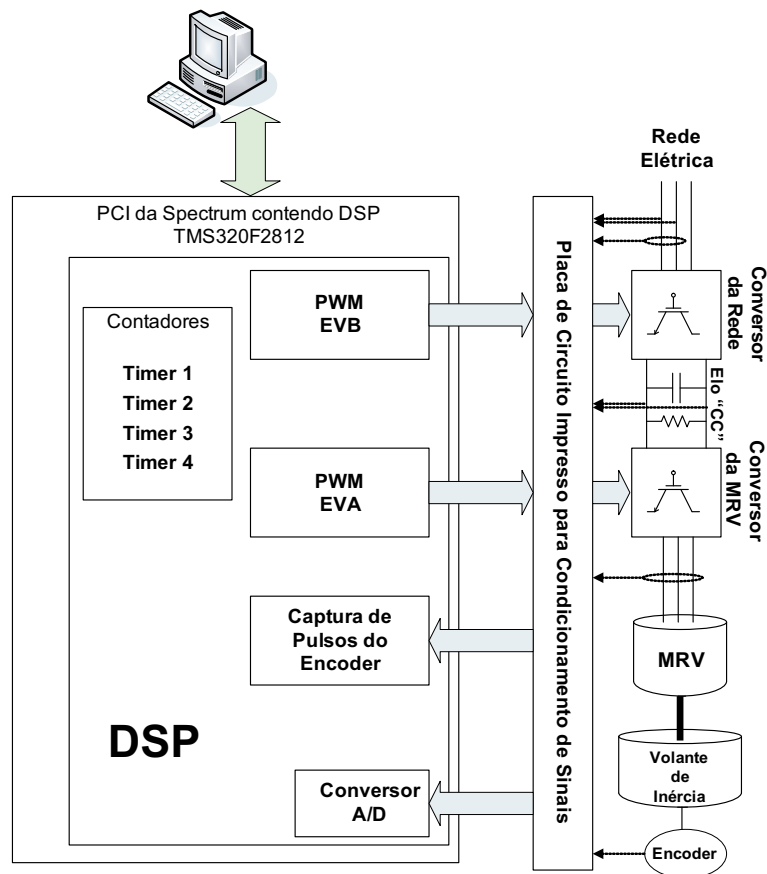 Rede
Elétrica
PCI da Spectrum contendo DSP
TMS320F2812
Contadores
Timer 1
Timer 2
Timer 3
Timer 4
PWM
EVB
PWM
EVA
Captura de
Pulsos do
Encoder
DSP
Conversor
A/D
Placa de Circuito Impresso para Condicionamento de Sinais
Conversor
da Rede
Elo "CC"
Conversor
da MRV
MRV
Volante
de
Inércia
Encoder